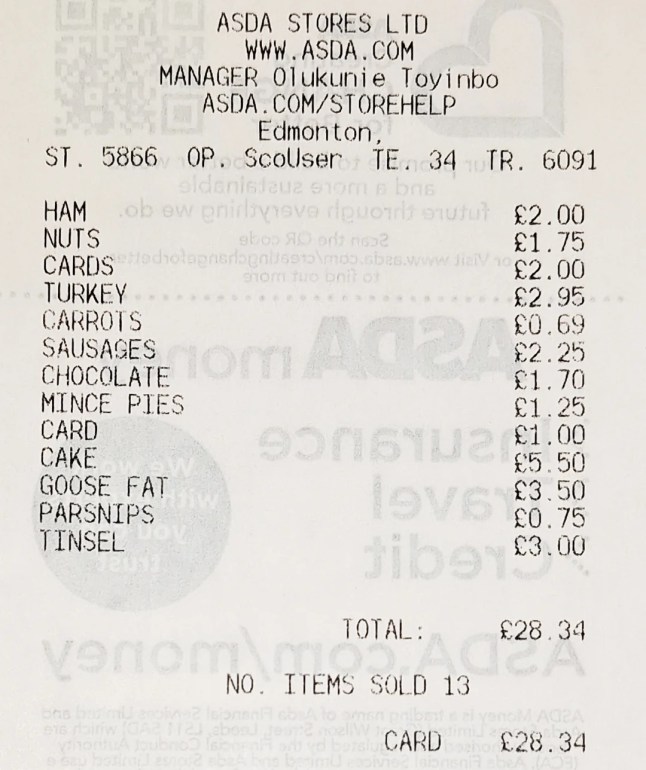 ASDA STORES LTD
WWW.ASDA.COM
MANAGER Olukunie Toyinbo
ASDA.COM/STOREHELP
Edmonton,
ST. 5866 OP. ScoUser TE. 34 TR. 6091
HAM £2.00
NUTS £1.75
CARDS £2.00
TURKEY £2.95
CARROTS £0.69
SAUSAGES £2.25
CHOCOLATE £1.70
MINCE PIES £1.25
CARD £1.00
CAKE £5.50
GOOSE FAT £3.50
PARSNIPS £0.75
TINSEL £3.00
TOTAL: £28.34
NO. ITEMS SOLD 13
CARD £28.34